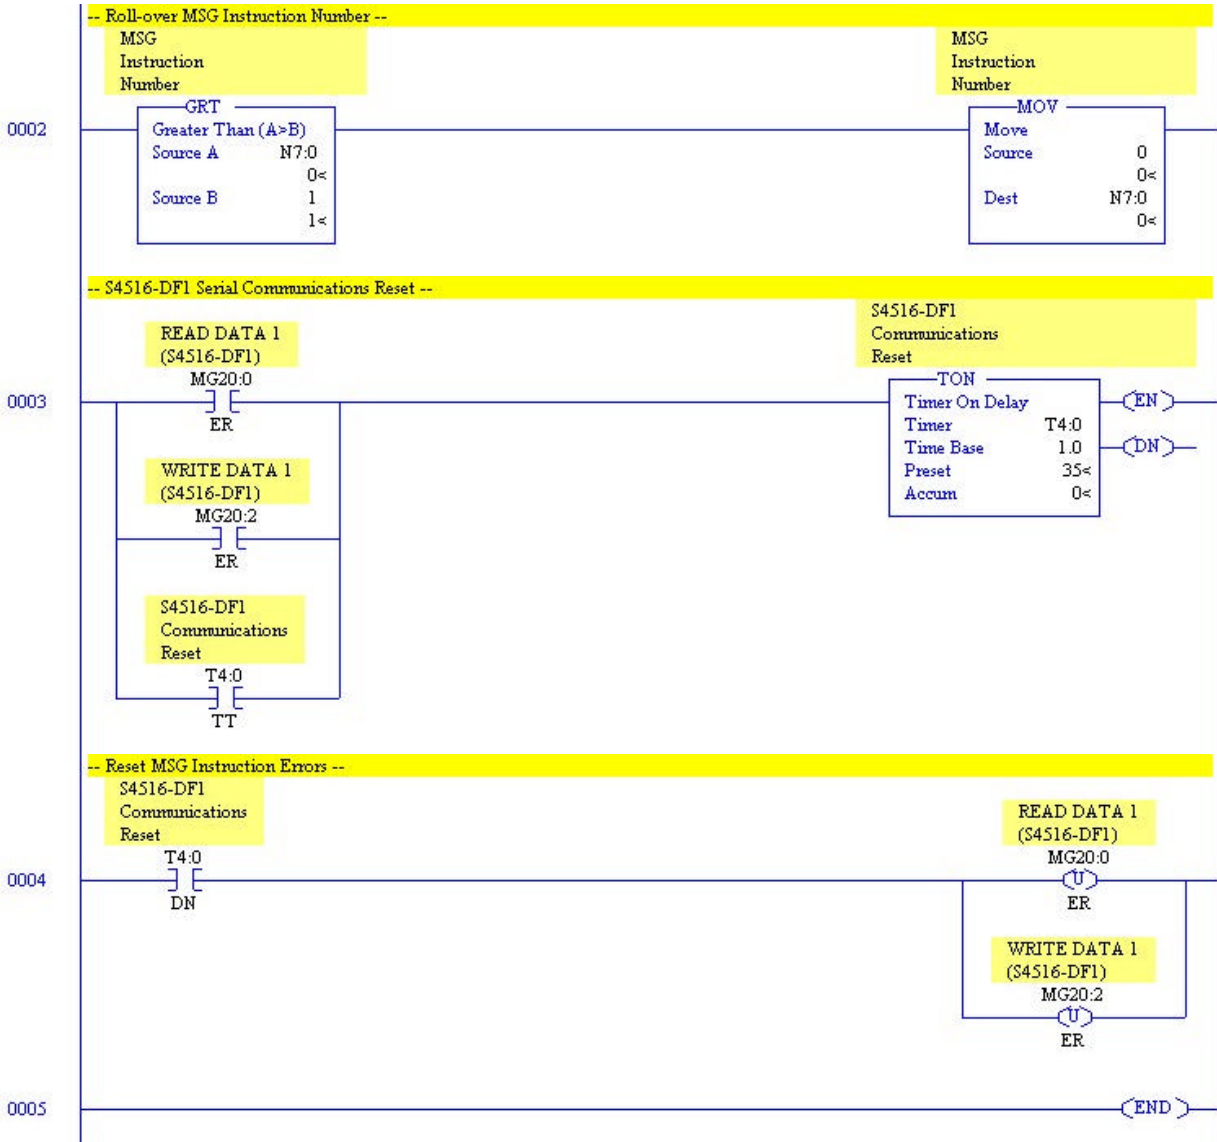 -- Roll-over MSG Instruction Number --
MSG
Instruction
Number
MSG
Instruction
Number
0002
GRT
Greater Than (A>B)
Source A N7:0
0<
Source B 1
1<
MOV
Move
Source 0
0<
Dest N7:0
0<
-- S4516-DF1 Serial Communications Reset --
READ DATA 1
(S4516-DF1)
MG20:0
ER
S4516-DF1
Communications
Reset
0003
TON
Timer On Delay
Timer T4:0
Time Base 1.0
Preset 35<
Accum 0<
EN
DN
WRITE DATA 1
(S4516-DF1)
MG20:2
ER
S4516-DF1
Communications
Reset
T4:0
TT
-- Reset MSG Instruction Errors --
S4516-DF1
Communications
Reset
T4:0
DN
0004
READ DATA 1
(S4516-DF1)
MG20:0
U
ER
WRITE DATA 1
(S4516-DF1)
MG20:2
U
ER
0005
END